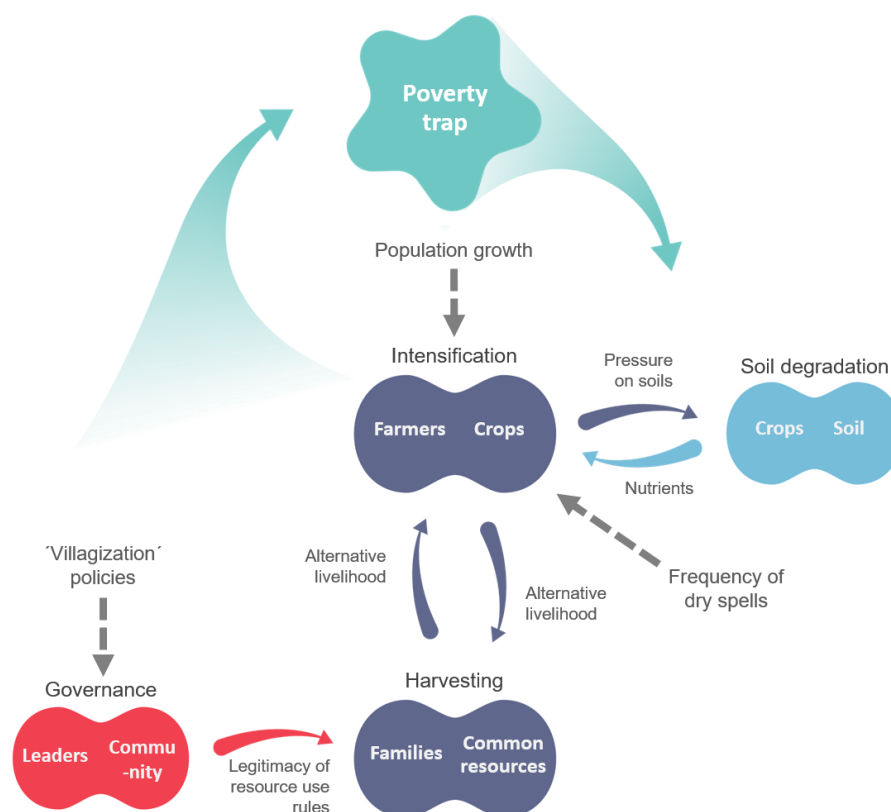 Poverty
trap
Population growth
Intensification
Farmers
Crops
Pressure
on soils
Soil degradation
Crops
Soil
Nutrients
´Villagization´
policies
Alternative
livelihood
Alternative
livelihood
Frequency of
dry spells
Governance
Leaders
Commu
-nity
Legitimacy of
resource use
rules
Harvesting
Families
Common
resources